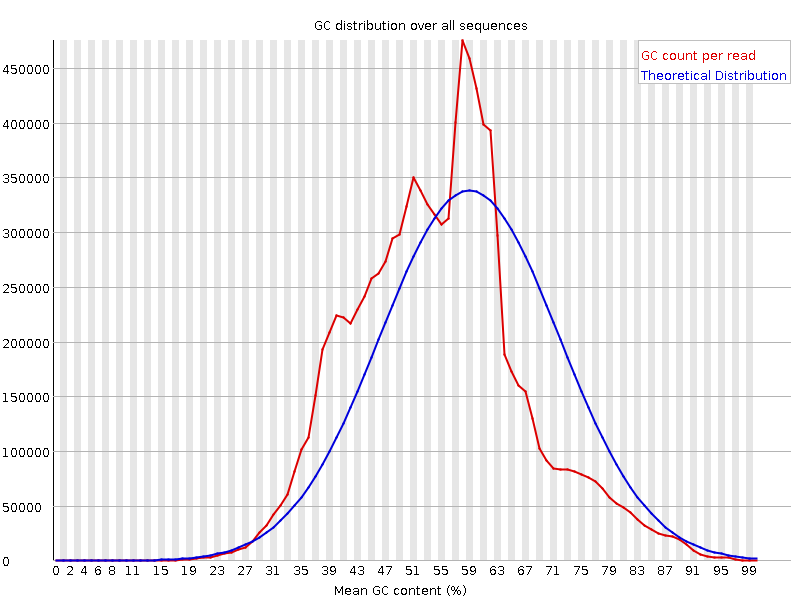 GC distribution over all sequences
GC count per read
Theoretical Distribution
450000
400000
350000
300000
250000
200000
150000
100000
50000
0
0 2 4 6 8 11 15 19 23 27 31 35 39 43 47 51 55 59 63 67 71 75 79 83 87 91 95 99
Mean GC content (%)